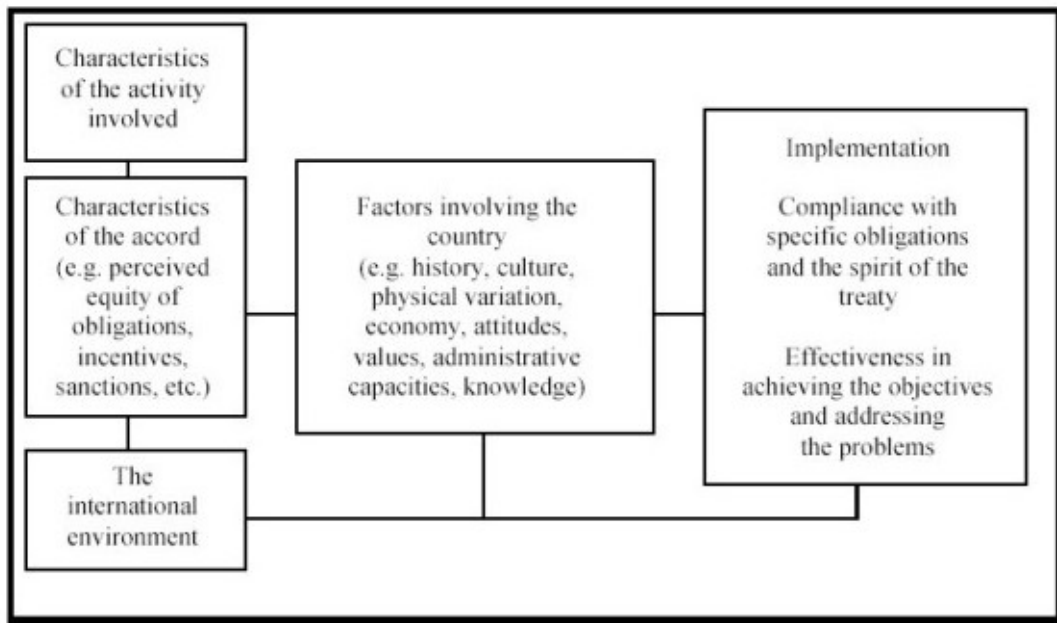 Characteristics
of the activity
involved
Characteristics
of the accord
(e.g. perceived
equity of
obligations,
incentives,
sanctions, etc.)
The
international
environment
Factors involving the
country
(e.g. history, culture,
physical variation,
economy, attitudes,
values, administrative
capacities, knowledge)
Implementation
Compliance with
specific obligations
and the spirit of the
treaty
Effectiveness in
achieving the objectives
and addressing
the problems